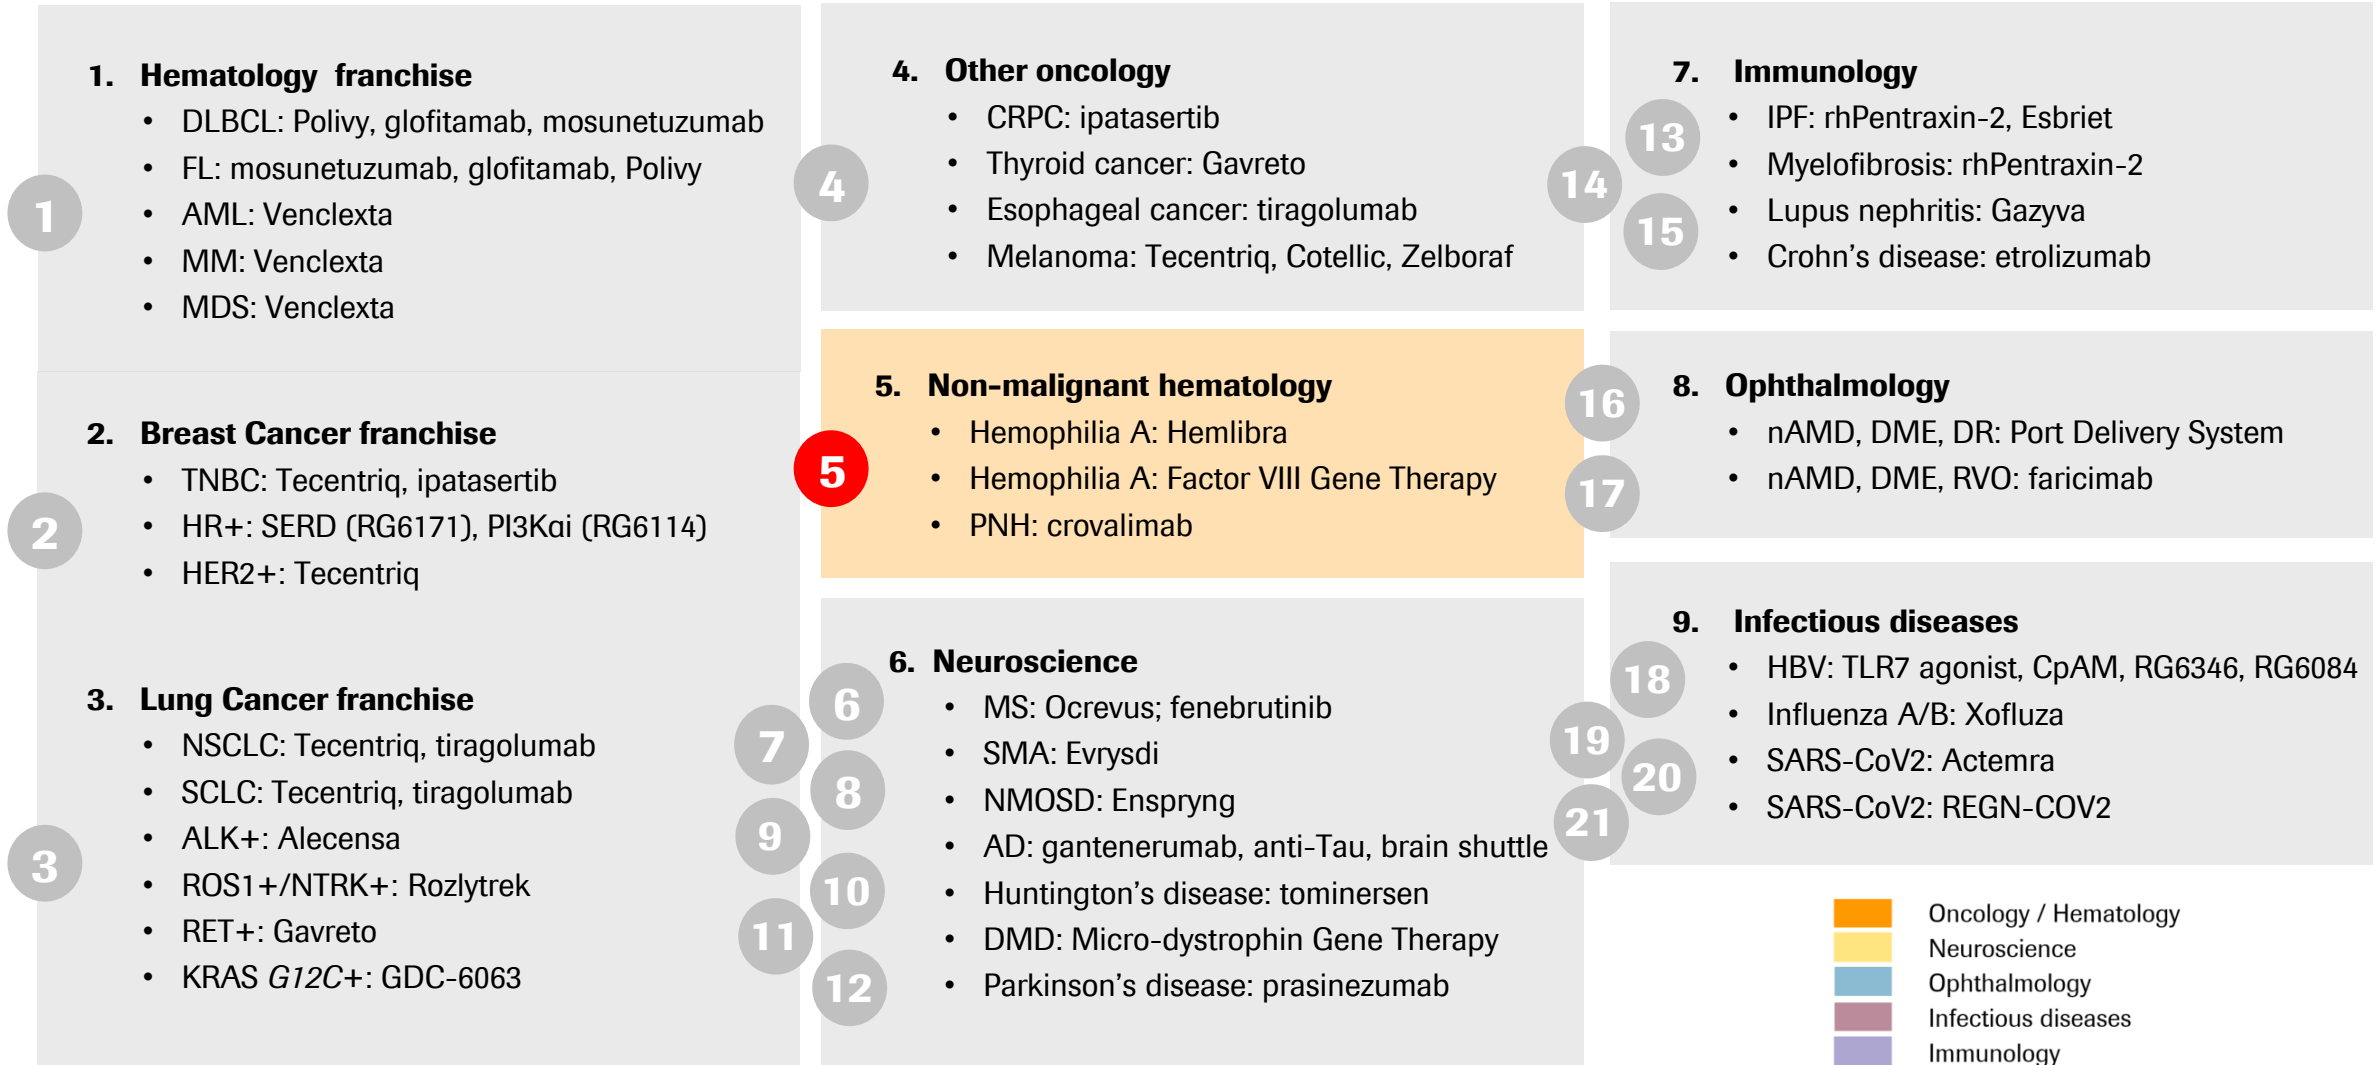 1. Hematology franchise
• DLBCL: Polivy, glofitamab, mosunetuzumab
• FL: mosunetuzumab, glofitamab, Polivy
• AML: Venclexta
• MM: Venclexta
• MDS: Venclexta
1
2. Breast Cancer franchise
• TNBC: Tecentriq, ipatasertib
• HR+: SERD (RG6171), PI3Kαi (RG6114)
• HER2+: Tecentriq
2
3. Lung Cancer franchise
• NSCLC: Tecentriq, tiragolumab
• SCLC: Tecentriq, tiragolumab
• ALK+: Alecensa
• ROS1+/NTRK+: Rozlytrek
• RET+: Gavreto
• KRAS G12C+: GDC-6063
3
4. Other oncology
• CRPC: ipatasertib
• Thyroid cancer: Gavreto
• Esophageal cancer: tiragolumab
• Melanoma: Tecentriq, Cotellic, Zelboraf
4
5. Non-malignant hematology
• Hemophilia A: Hemlibra
• Hemophilia A: Factor VIII Gene Therapy
• PNH: crovalimab
5
6. Neuroscience
• MS: Ocrevus; fenebrutinib
• SMA: Evrysdi
• NMOSD: Enspryng
• AD: gantenerumab, anti-Tau, brain shuttle
• Huntington's disease: tominersen
• DMD: Micro-dystrophin Gene Therapy
• Parkinson's disease: prasinezumab
6
7
8
9
10
11
12
7. Immunology
• IPF: rhPentraxin-2, Esbriet
• Myelofibrosis: rhPentraxin-2
• Lupus nephritis: Gazyva
• Crohn's disease: etrolizumab
13
14
15
8. Ophthalmology
• nAMD, DME, DR: Port Delivery System
• nAMD, DME, RVO: faricimab
16
17
9. Infectious diseases
• HBV: TLR7 agonist, CpAM, RG6346, RG6084
• Influenza A/B: Xofluza
• SARS-CoV2: Actemra
• SARS-CoV2: REGN-COV2
18
19
20
21
Oncology / Hematology
Neuroscience
Ophthalmology
Infectious diseases
Immunology